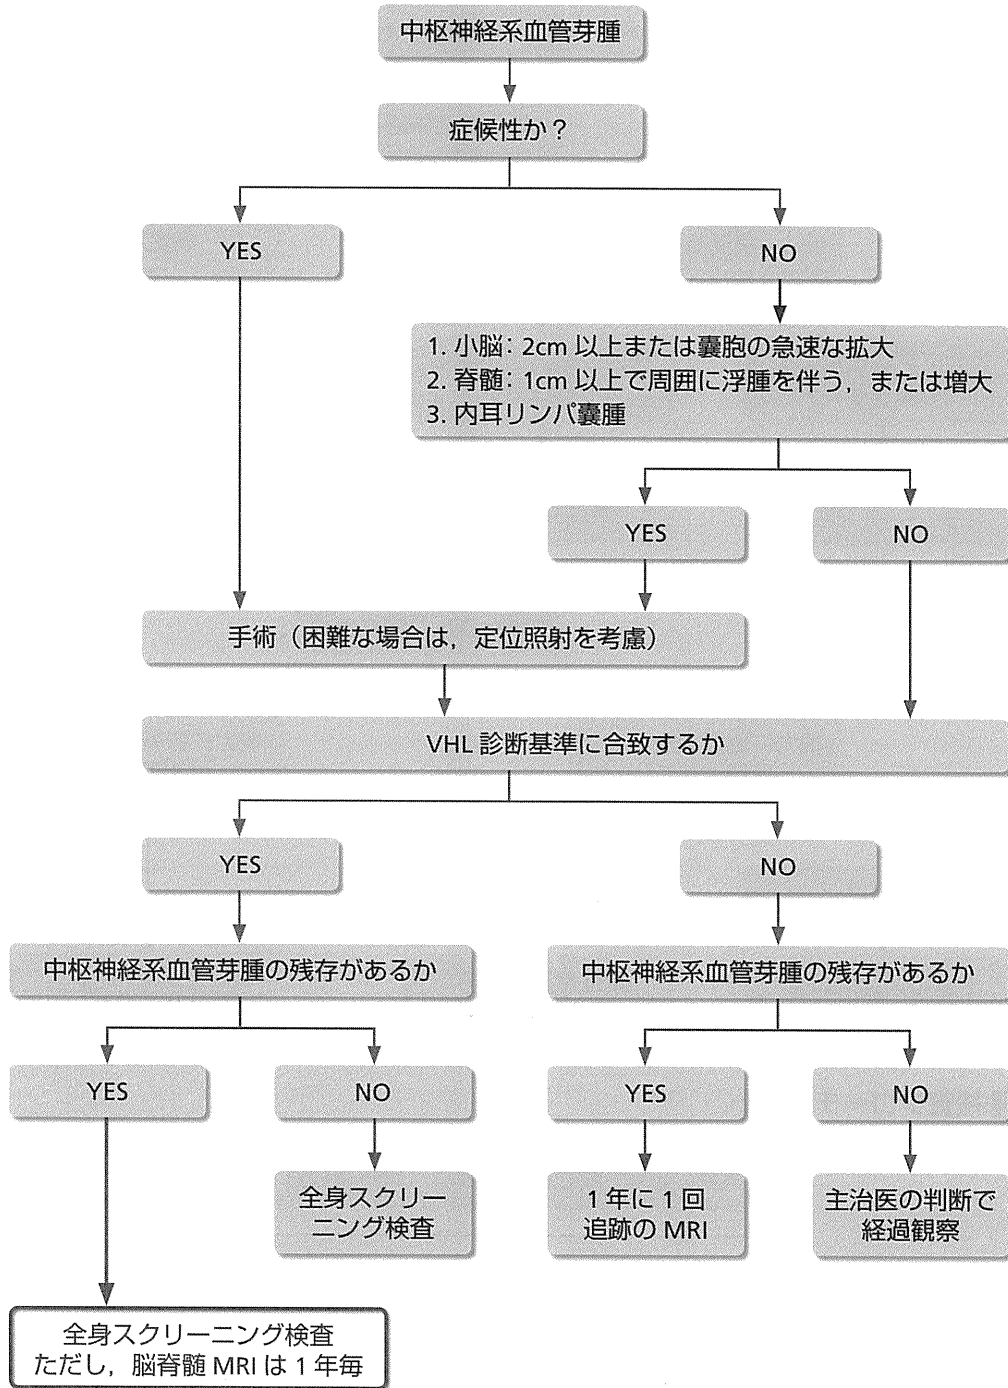 中枢神経系血管芽腫
症候性か？
YES
NO
1. 小脳：2cm 以上または嚢胞の急速な拡大
2. 脊髄：1cm 以上で周囲に浮腫を伴う，または増大
3. 内耳リンパ嚢腫
YES
NO
手術（困難な場合は，定位照射を考慮）
VHL 診断基準に合致するか
YES
NO
中枢神経系血管芽腫の残存があるか
中枢神経系血管芽腫の残存があるか
YES
NO
YES
NO
全身スクリー
ニング検査
1 年に 1 回
追跡の MRI
主治医の判断で
経過観察
全身スクリーニング検査
ただし，脳脊髄 MRI は 1 年毎